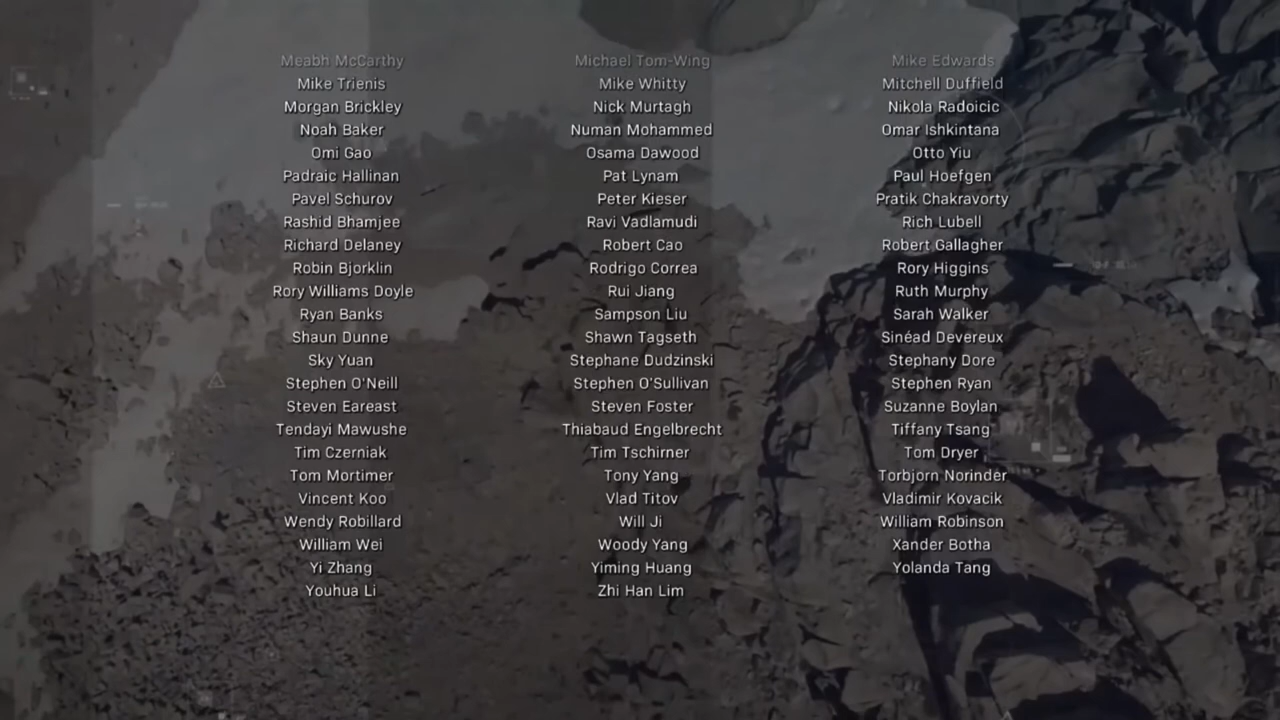 Meabh McCarthy Michael Tom-Wing Mike Edwards
Mike Trienis Mike Whitty Mitchell Duffield
Morgan Brickley Nick Murtagh Nikola Radoicic
Noah Baker Numan Mohammed Omar Ishkintana
Omi Gao Osama Dawood Otto Yiu
Padraic Hallinan Pat Lynam Paul Hoefgen
Pavel Schurov Peter Kieser Pratik Chakravorty
Rashid Bhamjee Ravi Vadlamudi Rich Lubell
Richard Delaney Robert Cao Robert Gallagher
Robin Bjorklin Rodrigo Correa Rory Higgins
Rory Williams Doyle Rui Jiang Ruth Murphy
Ryan Banks Sampson Liu Sarah Walker
Shaun Dunne Shawn Tagseth Sinéad Devereux
Sky Yuan Stephane Dudzinski Stephany Dore
Stephen O'Neill Stephen O'Sullivan Stephen Ryan
Steven Eareast Steven Foster Suzanne Boylan
Tendayi Mawushe Thiabaud Engelbrecht Tiffany Tsang
Tim Czerniak Tim Tschirner Tom Dryer
Tom Mortimer Tony Yang Torbjorn Norinder
Vincent Koo Vlad Titov Vladimir Kovacik
Wendy Robillard Will Ji William Robinson
William Wei Woody Yang Xander Botha
Yi Zhang Yiming Huang Yolanda Tang
Youhua Li Zhi Han Lim